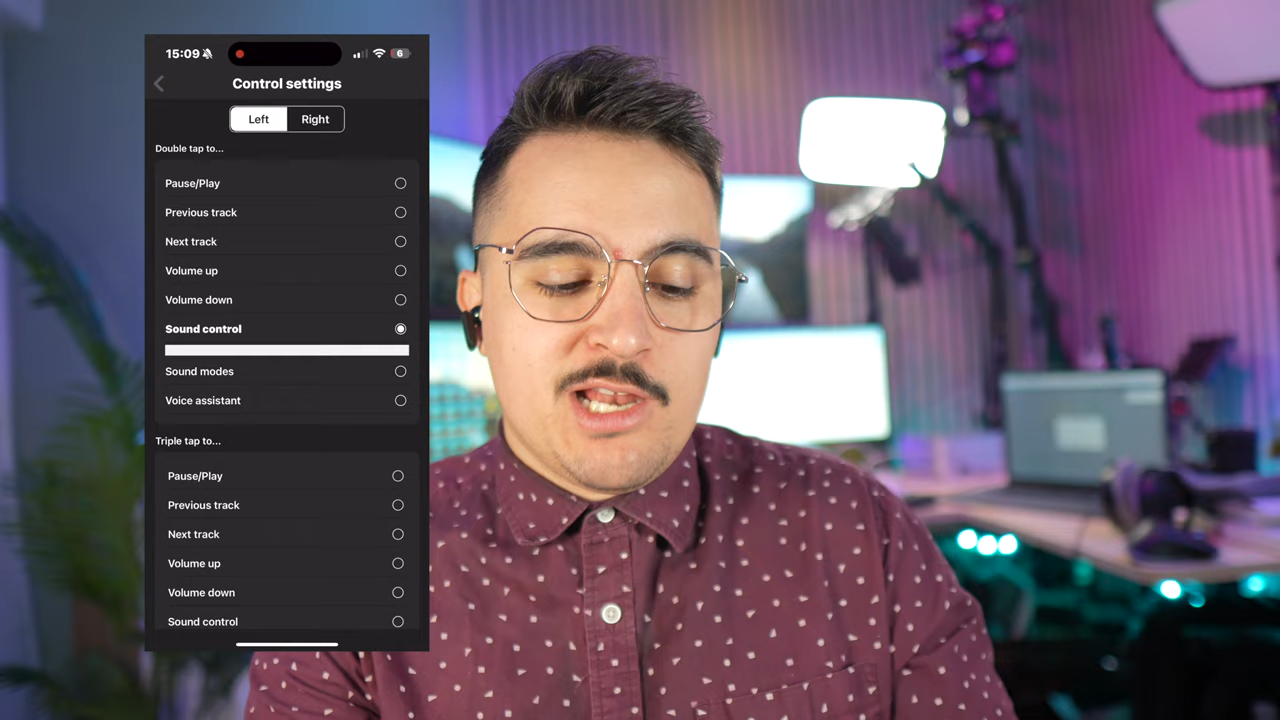 15:09
6
Control settings
Left Right
Double tap to...
Pause/Play
Previous track
Next track
Volume up
Volume down
Sound control
Sound modes
Voice assistant
Triple tap to...
Pause/Play
Previous track
Next track
Volume up
Volume down
Sound control